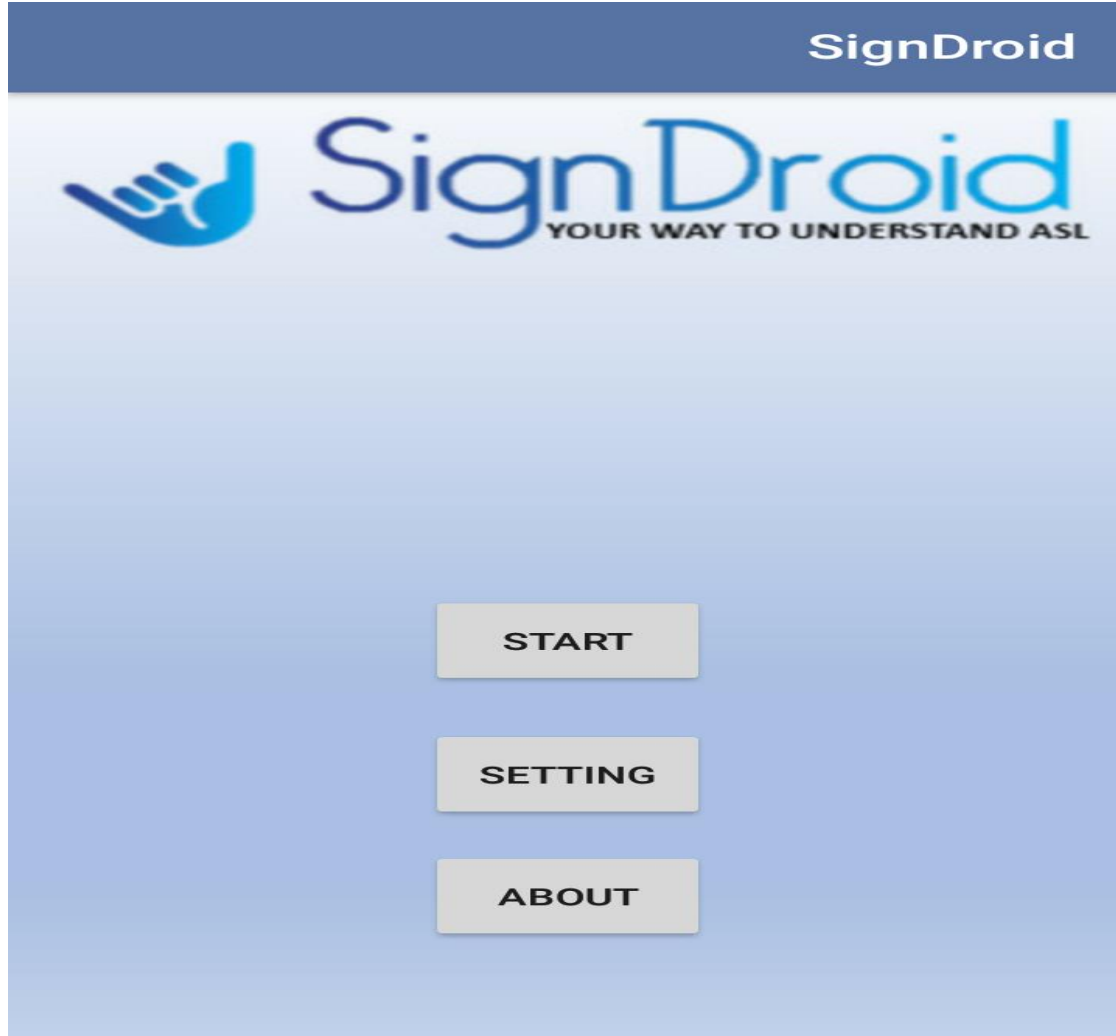 SignDroid
SignDroid
YOUR WAY TO UNDERSTAND ASL
START
SETTING
ABOUT